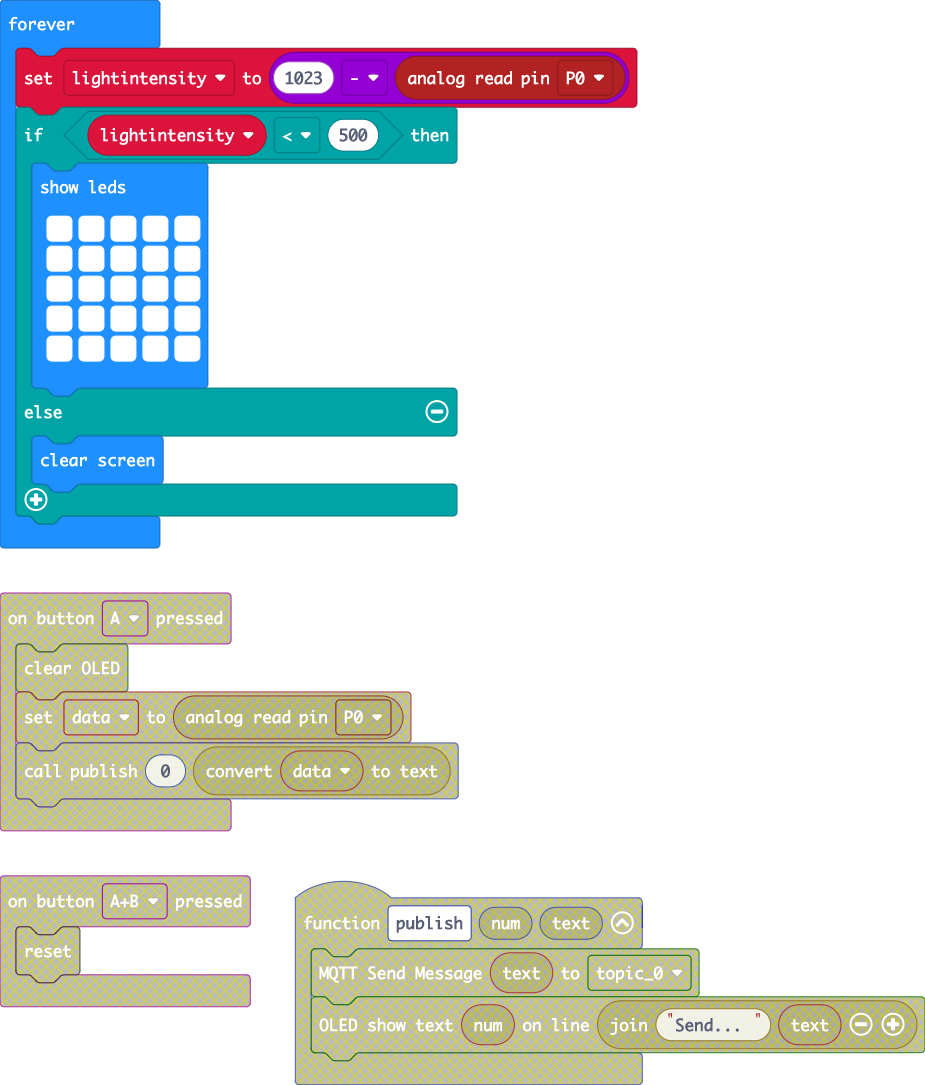 forever
set lightintensity to 1023 - analog read pin P0
if lightintensity < 500 then
show leds
else
clear screen
on button A pressed
clear OLED
set data to analog read pin P0
call publish 0 convert data to text
on button A+B pressed
reset
function publish num text
MQTT Send Message text to topic_0
OLED show text num on line join "Send... " text